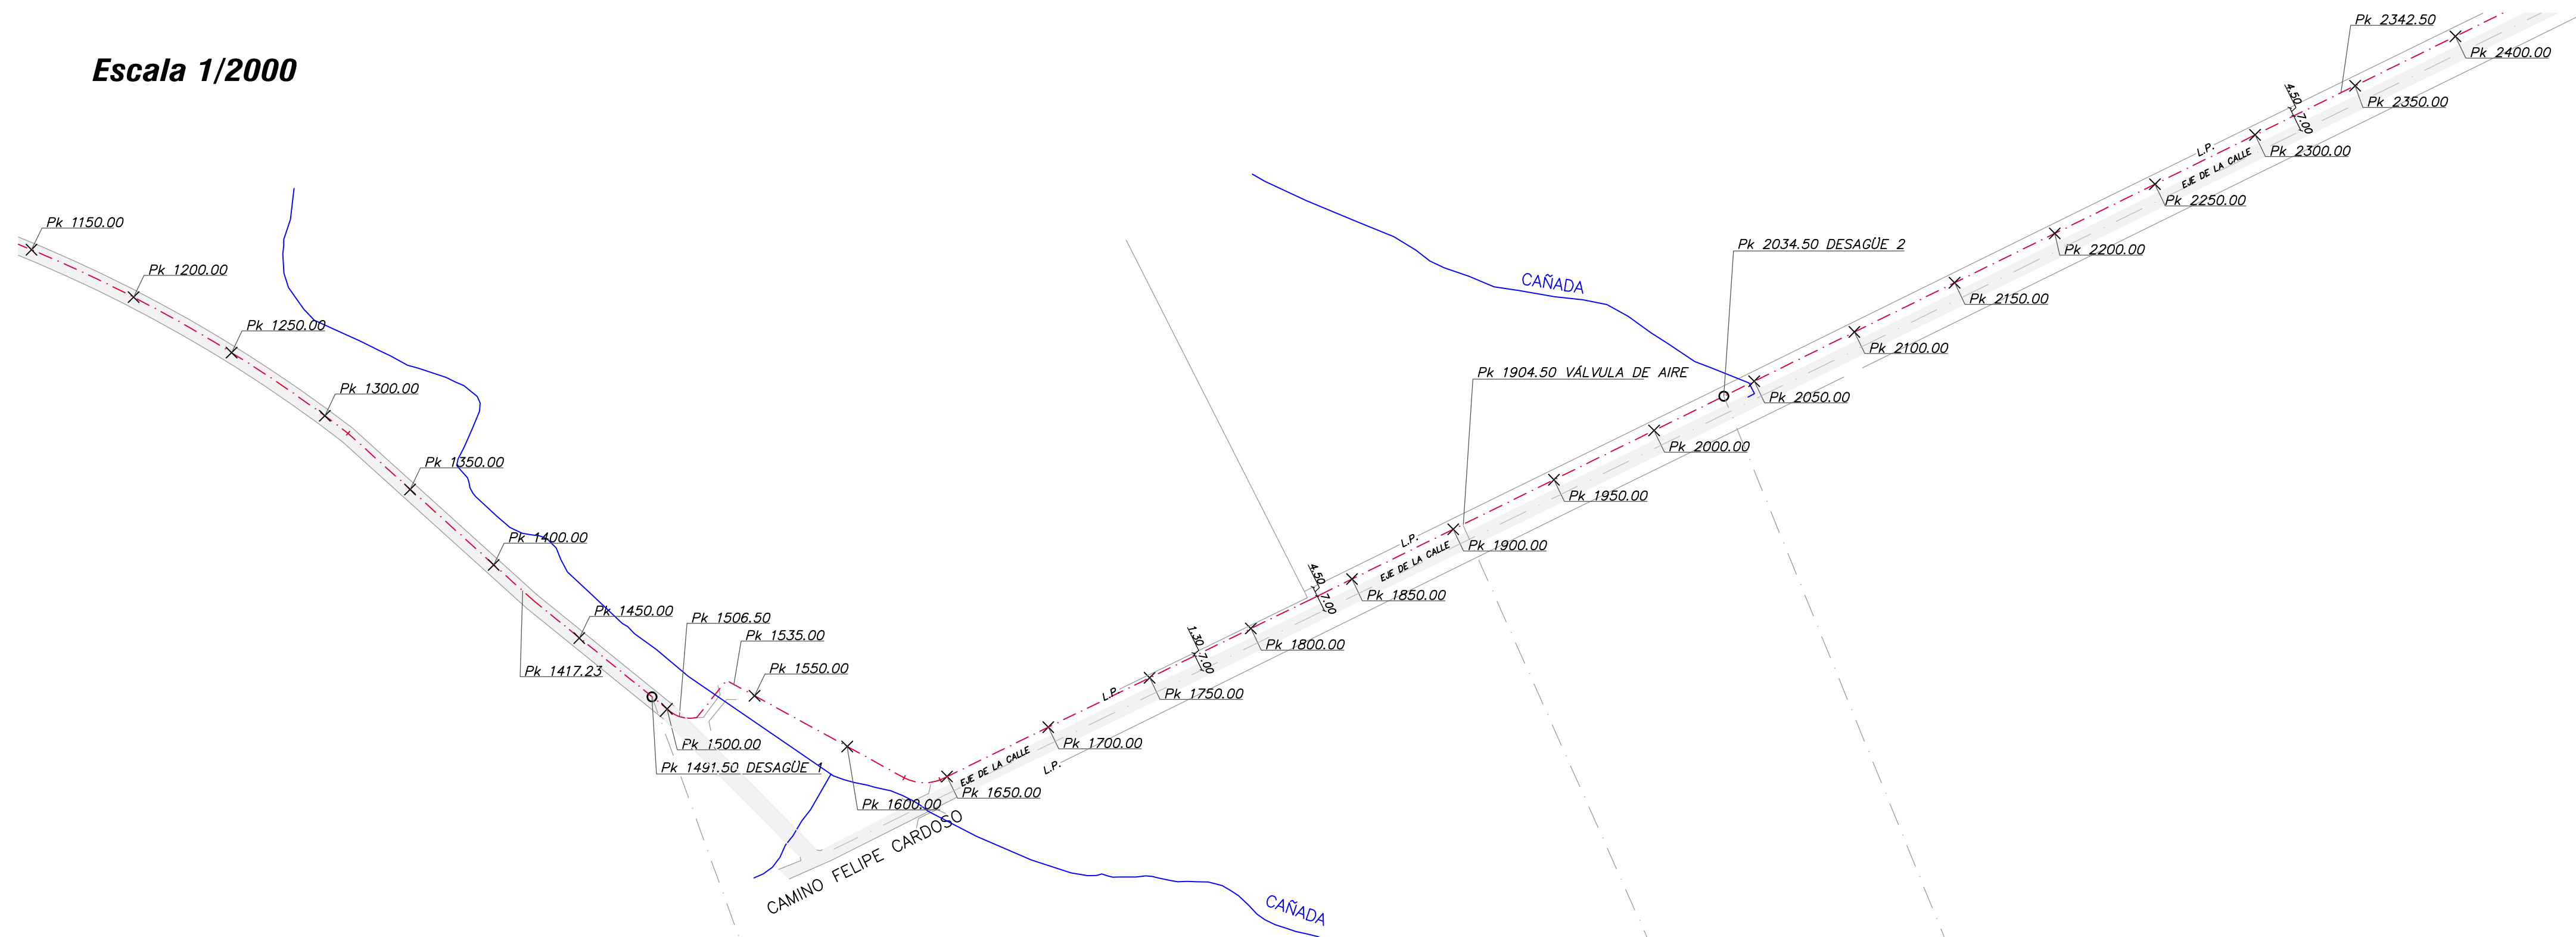 Escala 1/2000
Pk 1150.00
Pk 1200.00
Pk 1250.00
Pk 1300.00
Pk 1350.00
Pk 1400.00
Pk 1417.23
Pk 1450.00
Pk 1491.50 DESAGÜE 1
Pk 1500.00
Pk 1506.50
Pk 1535.00
Pk 1550.00
Pk 1600.00
Pk 1650.00
CAMINO FELIPE CARDOSO
EJE DE LA CALLE
L.P.
L.P.
CAÑADA
Pk 1700.00
Pk 1750.00
1.30
7.00
Pk 1800.00
4.50
7.00
Pk 1850.00
L.P.
EJE DE LA CALLE
Pk 1900.00
Pk 1904.50 VÁLVULA DE AIRE
Pk 1950.00
Pk 2000.00
Pk 2034.50 DESAGÜE 2
CAÑADA
Pk 2050.00
Pk 2100.00
Pk 2150.00
Pk 2200.00
Pk 2250.00
L.P.
EJE DE LA CALLE
Pk 2300.00
4.50
7.00
Pk 2342.50
Pk 2350.00
Pk 2400.00